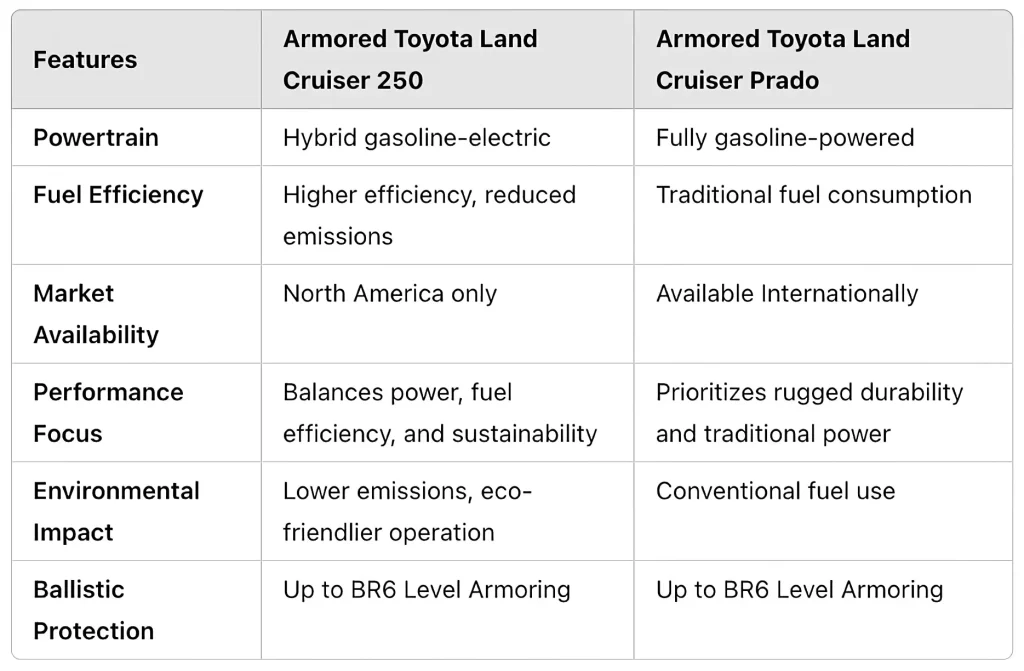 Features
Armored Toyota Land
Cruiser 250
Armored Toyota Land
Cruiser Prado
Powertrain
Hybrid gasoline-electric
Fully gasoline-powered
Fuel Efficiency
Higher efficiency, reduced
emissions
Traditional fuel consumption
Market
Availability
North America only
Available Internationally
Performance
Focus
Balances power, fuel
efficiency, and sustainability
Prioritizes rugged durability
and traditional power
Environmental
Impact
Lower emissions, eco-
friendlier operation
Conventional fuel use
Ballistic
Protection
Up to BR6 Level Armoring
Up to BR6 Level Armoring